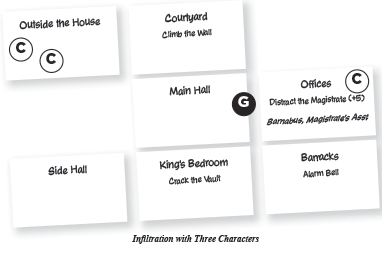 Outside the House
C
C
Courtyard
Climb the Wall
Main Hall
G
Offices
C
Distract the Magistrate (+5)
Barnabus, Magistrate's Asst
Side Hall
King's Bedroom
Crack the Vault
Barracks
Alarm Bell
Infiltration with Three Characters